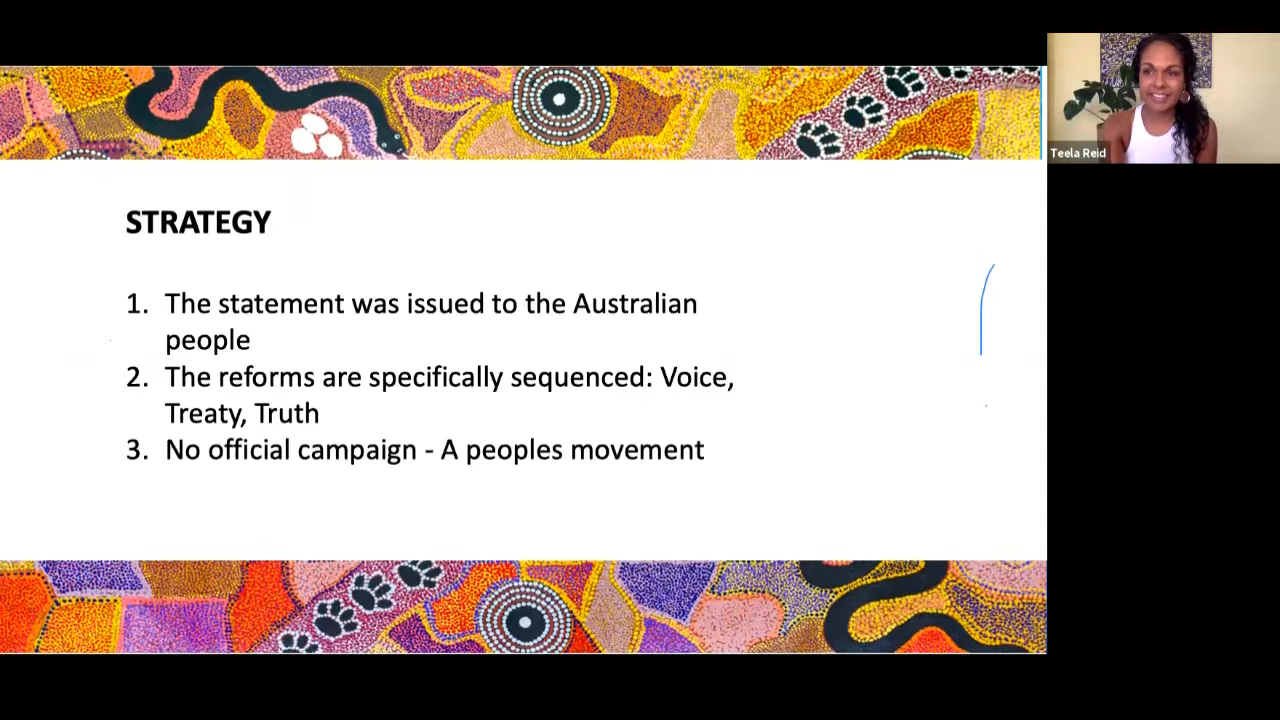 Teela Reid
STRATEGY
1. The statement was issued to the Australian
people
2. The reforms are specifically sequenced: Voice,
Treaty, Truth
3. No official campaign - A peoples movement